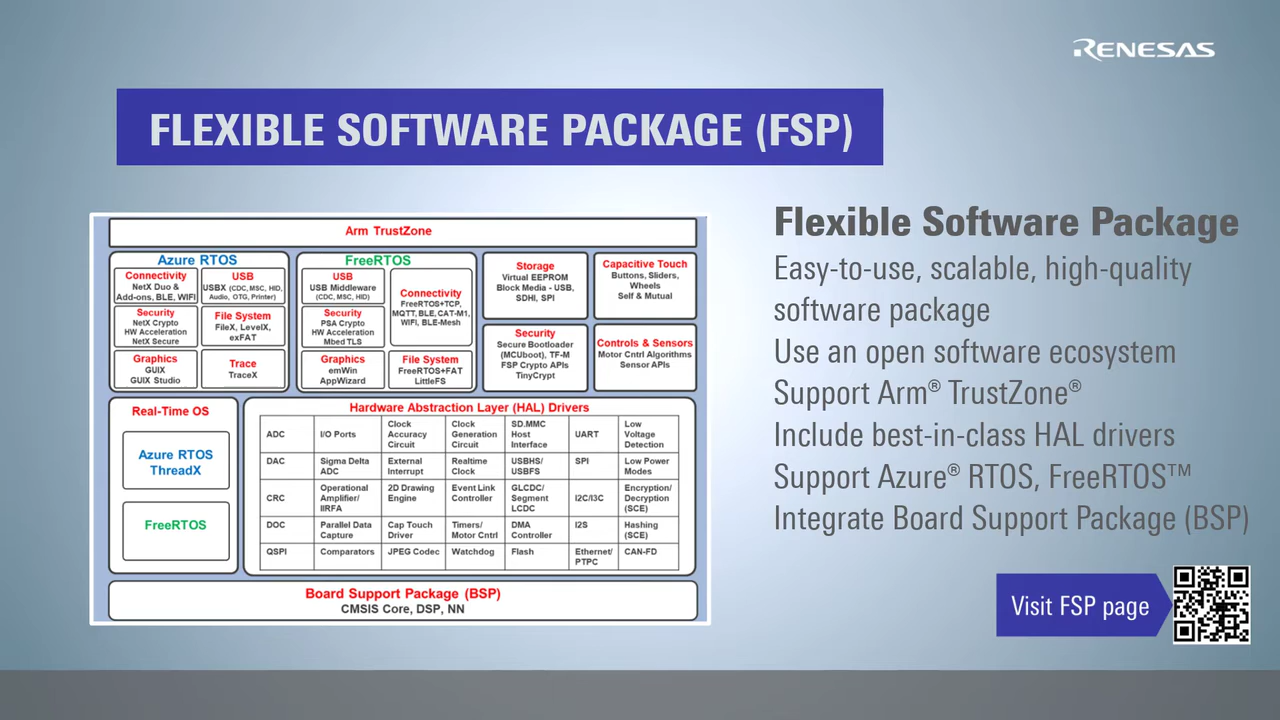 RENESAS
FLEXIBLE SOFTWARE PACKAGE (FSP)
Arm TrustZone
Azure RTOS
Connectivity
NetX Duo &
Add-ons, BLE, WIFI
USB
USBX (CDC, MSC, HID,
Audio, OTG, Printer)
Security
NetX Crypto
HW Acceleration
NetX Secure
File System
FileX, LevelX,
exFAT
Graphics
GUIX
GUIX Studio
Trace
TraceX
FreeRTOS
USB
USB Middleware
(CDC, MSC, HID)
Connectivity
FreeRTOS+TCP,
MQTT, BLE, CAT-M1,
WIFI, BLE-Mesh
Security
PSA Crypto
HW Acceleration
Mbed TLS
Graphics
emWin
AppWizard
File System
FreeRTOS+FAT
LittleFS
Storage
Virtual EEPROM
Block Media - USB,
SDHI, SPI
Capacitive Touch
Buttons, Sliders,
Wheels
Self & Mutual
Security
Secure Bootloader
(MCUboot), TF-M
FSP Crypto APIs
TinyCrypt
Controls & Sensors
Motor Cntrl Algorithms
Sensor APIs
Real-Time OS
Azure RTOS
ThreadX
FreeRTOS
Hardware Abstraction Layer (HAL) Drivers
ADC
I/O Ports
Clock
Accuracy
Circuit
Clock
Generation
Circuit
SD.MMC
Host
Interface
UART
Low
Voltage
Detection
DAC
Sigma Delta
ADC
External
Interrupt
Realtime
Clock
USBHS/
USBFS
SPI
Low Power
Modes
CRC
Operational
Amplifier/
IIRFA
2D Drawing
Engine
Event Link
Controller
GLCDC/
Segment
LCDC
I2C/I3C
Encryption/
Decryption
(SCE)
DOC
Parallel Data
Capture
Cap Touch
Driver
Timers/
Motor Cntrl
DMA
Controller
I2S
Hashing
(SCE)
QSPI
Comparators
JPEG Codec
Watchdog
Flash
Ethernet/
PTPC
CAN-FD
Board Support Package (BSP)
CMSIS Core, DSP, NN
Flexible Software Package
Easy-to-use, scalable, high-quality
software package
Use an open software ecosystem
Support Arm® TrustZone®
Include best-in-class HAL drivers
Support Azure® RTOS, FreeRTOS™
Integrate Board Support Package (BSP)
Visit FSP page